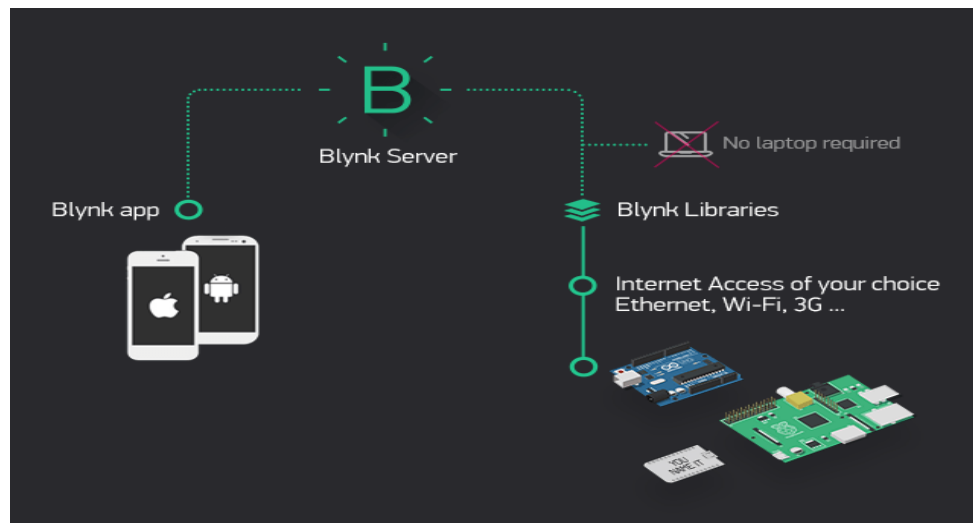 B
Blynk Server
No laptop required
Blynk app
Blynk Libraries
Internet Access of your choice
Ethernet, Wi-Fi, 3G ...
YOU
NAME IT